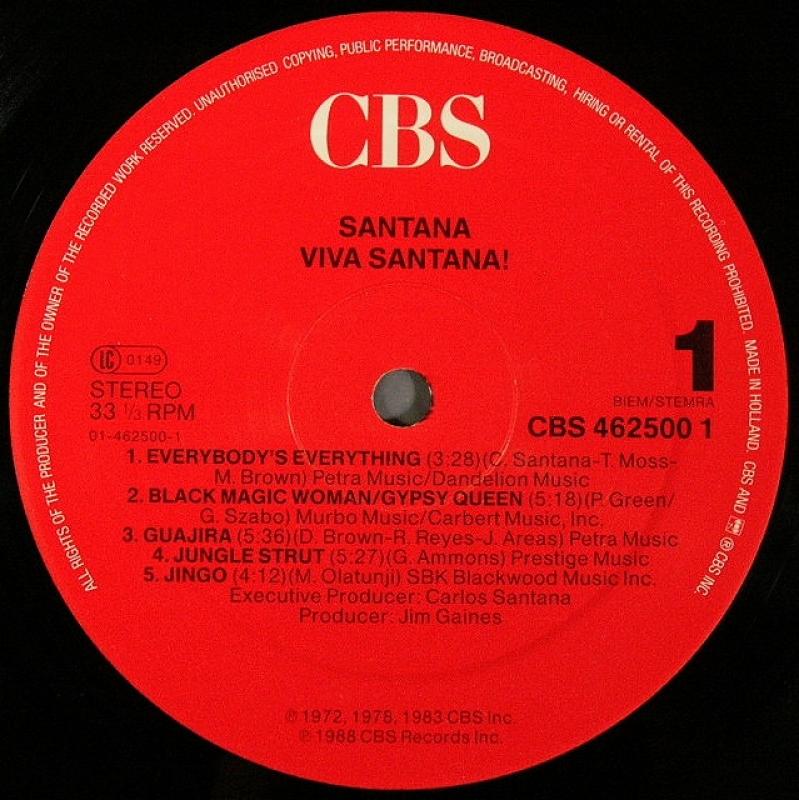 ALL RIGHTS OF THE PRODUCER AND OF THE OWNER OF THE RECORDED WORK RESERVED. UNAUTHORISED COPYING, PUBLIC PERFORMANCE, BROADCASTING, HIRING OR RENTAL OF THIS RECORDING PROHIBITED. MADE IN HOLLAND. CBS AND ℗ CBS INC.
CBS
SANTANA
VIVA SANTANA!
1
LC 0149
STEREO
33 1/3 RPM
01-462500-1
BIEM/STEMRA
CBS 462500 1
1. EVERYBODY'S EVERYTHING (3:28)(C. Santana-T. Moss-
M. Brown) Petra Music/Dandelion Music
2. BLACK MAGIC WOMAN/GYPSY QUEEN (5:18)(P. Green/
G. Szabo) Murbo Music/Carbert Music, Inc.
3. GUAJIRA (5:36)(D. Brown-R. Reyes-J. Areas) Petra Music
4. JUNGLE STRUT (5:27)(G. Ammons) Prestige Music
5. JINGO (4:12)(M. Olatunji) SBK Blackwood Music Inc.
Executive Producer: Carlos Santana
Producer: Jim Gaines
℗ 1972, 1978, 1983 CBS Inc.
℗ 1988 CBS Records Inc.